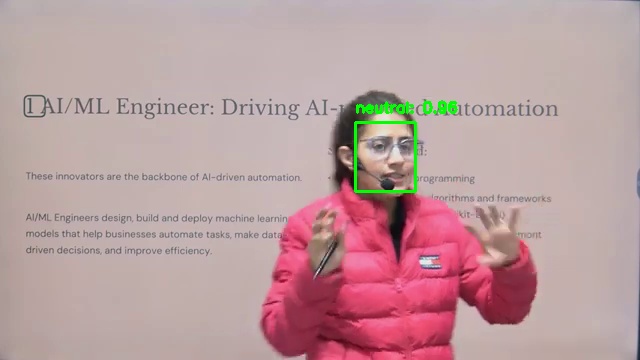 1 AI/ML Engineer: Driving AI- Automation
neutral: 0.86
These innovators are the backbone of AI-driven automation.
programming
algorithms and frameworks
AI/ML Engineers design, build and deploy machine learning
models that help businesses automate tasks, make data
driven decisions, and improve efficiency.